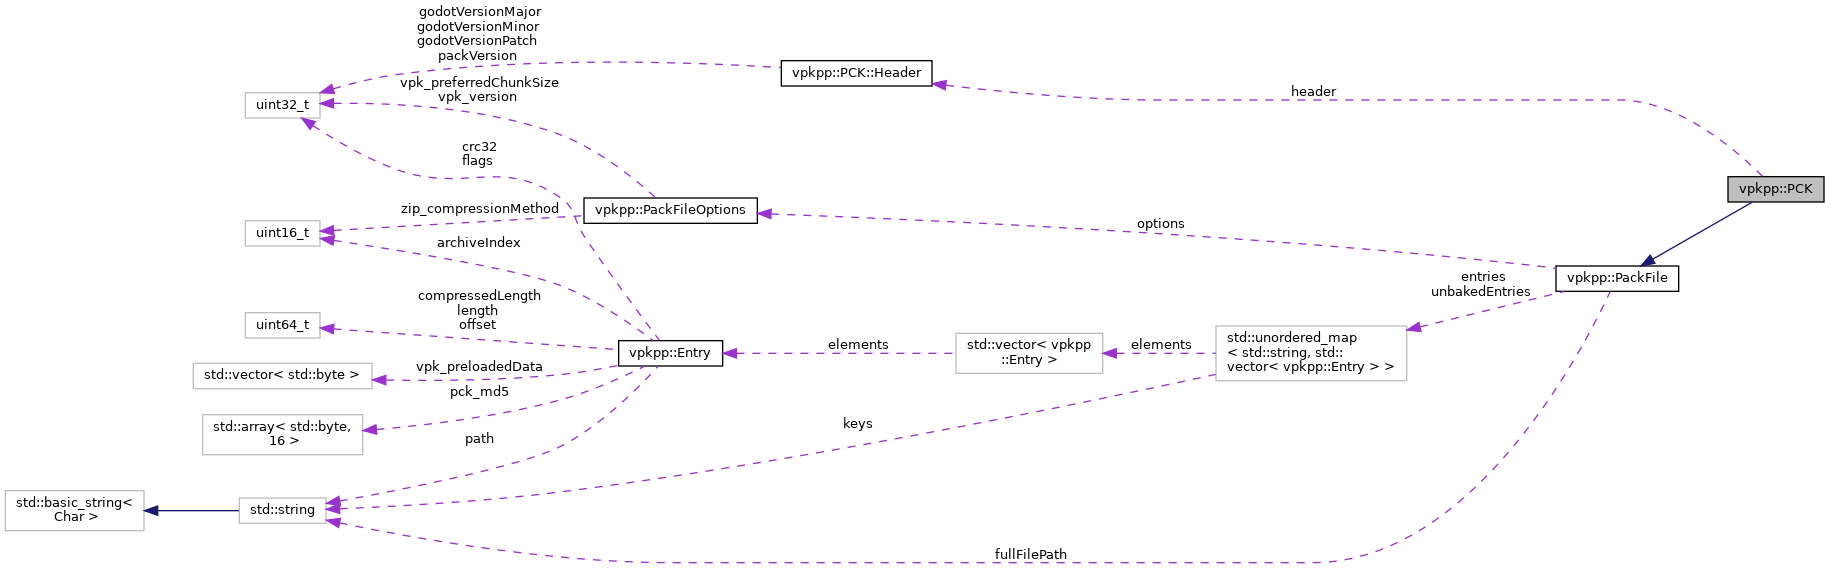 godotVersionMajor
godotVersionMinor
godotVersionPatch
packVersion
vpkpp::PCK::Header
vpk_preferredChunkSize
vpk_version
header
uint32_t
crc32
flags
vpkpp::PCK
zip_compressionMethod
vpkpp::PackFileOptions
options
uint16_t
archiveIndex
vpkpp::PackFile
entries
unbakedEntries
compressedLength
length
offset
uint64_t
vpkpp::Entry
elements
std::vector< vpkpp
::Entry >
elements
std::unordered_map
< std::string, std::
vector< vpkpp::Entry > >
std::vector< std::byte >
vpk_preloadedData
pck_md5
std::array< std::byte,
16 >
path
keys
std::basic_string<
Char >
std::string
fullFilePath